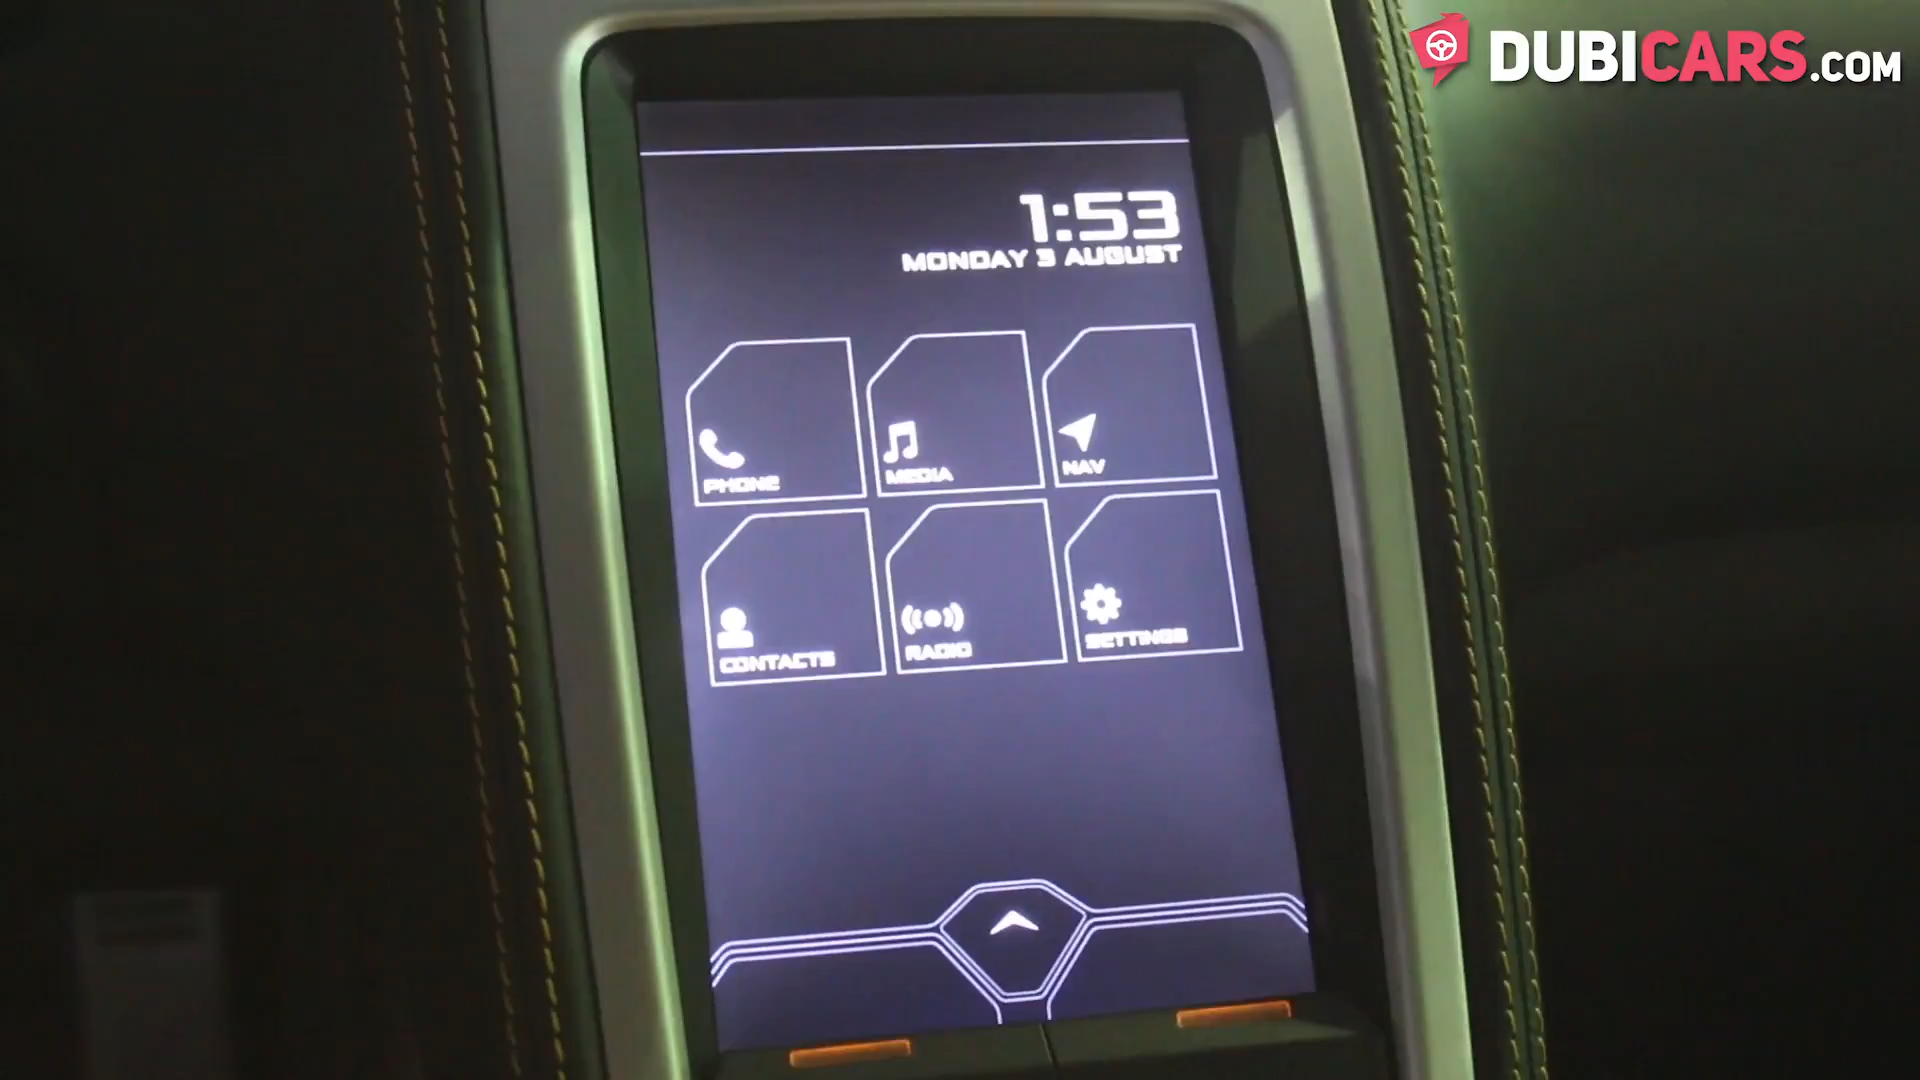 DUBICARS.COM
1:53
MONDAY 3 AUGUST
PHONE
MEDIA
NAV
CONTACTS
RADIO
SETTINGS